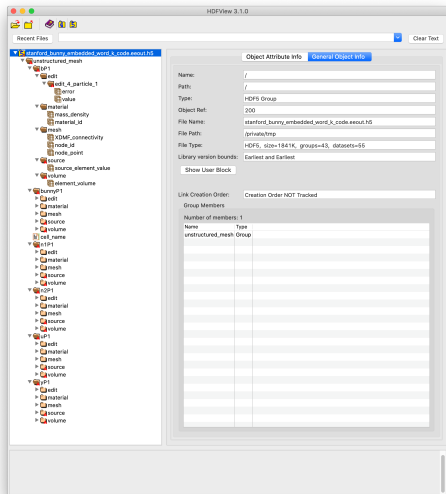 HDFView 3.1.0
Recent Files
Clear Text
stanford_bunny_embedded_word_k_code.eeout.h5
unstructured_mesh
bP1
edit
edit_4_particle_1
error
value
material
mass_density
material_id
mesh
XDMF_connectivity
node_id
node_point
source
source_element_value
volume
element_volume
bunnyP1
edit
material
mesh
source
volume
cell_name
n1P1
edit
material
mesh
source
volume
n2P1
edit
material
mesh
source
volume
uP1
edit
material
mesh
source
volume
yP1
edit
material
mesh
source
volume
Object Attribute Info General Object Info
Name: /
Path: /
Type: HDF5 Group
Object Ref: 200
File Name: stanford_bunny_embedded_word_k_code.eeout.h5
File Path: /private/tmp
File Type: HDF5, size=1841K, groups=43, datasets=55
Library version bounds: Earliest and Earliest
Show User Block
Link Creation Order: Creation Order NOT Tracked
Group Members
Number of members: 1
Name Type
unstructured_mesh Group